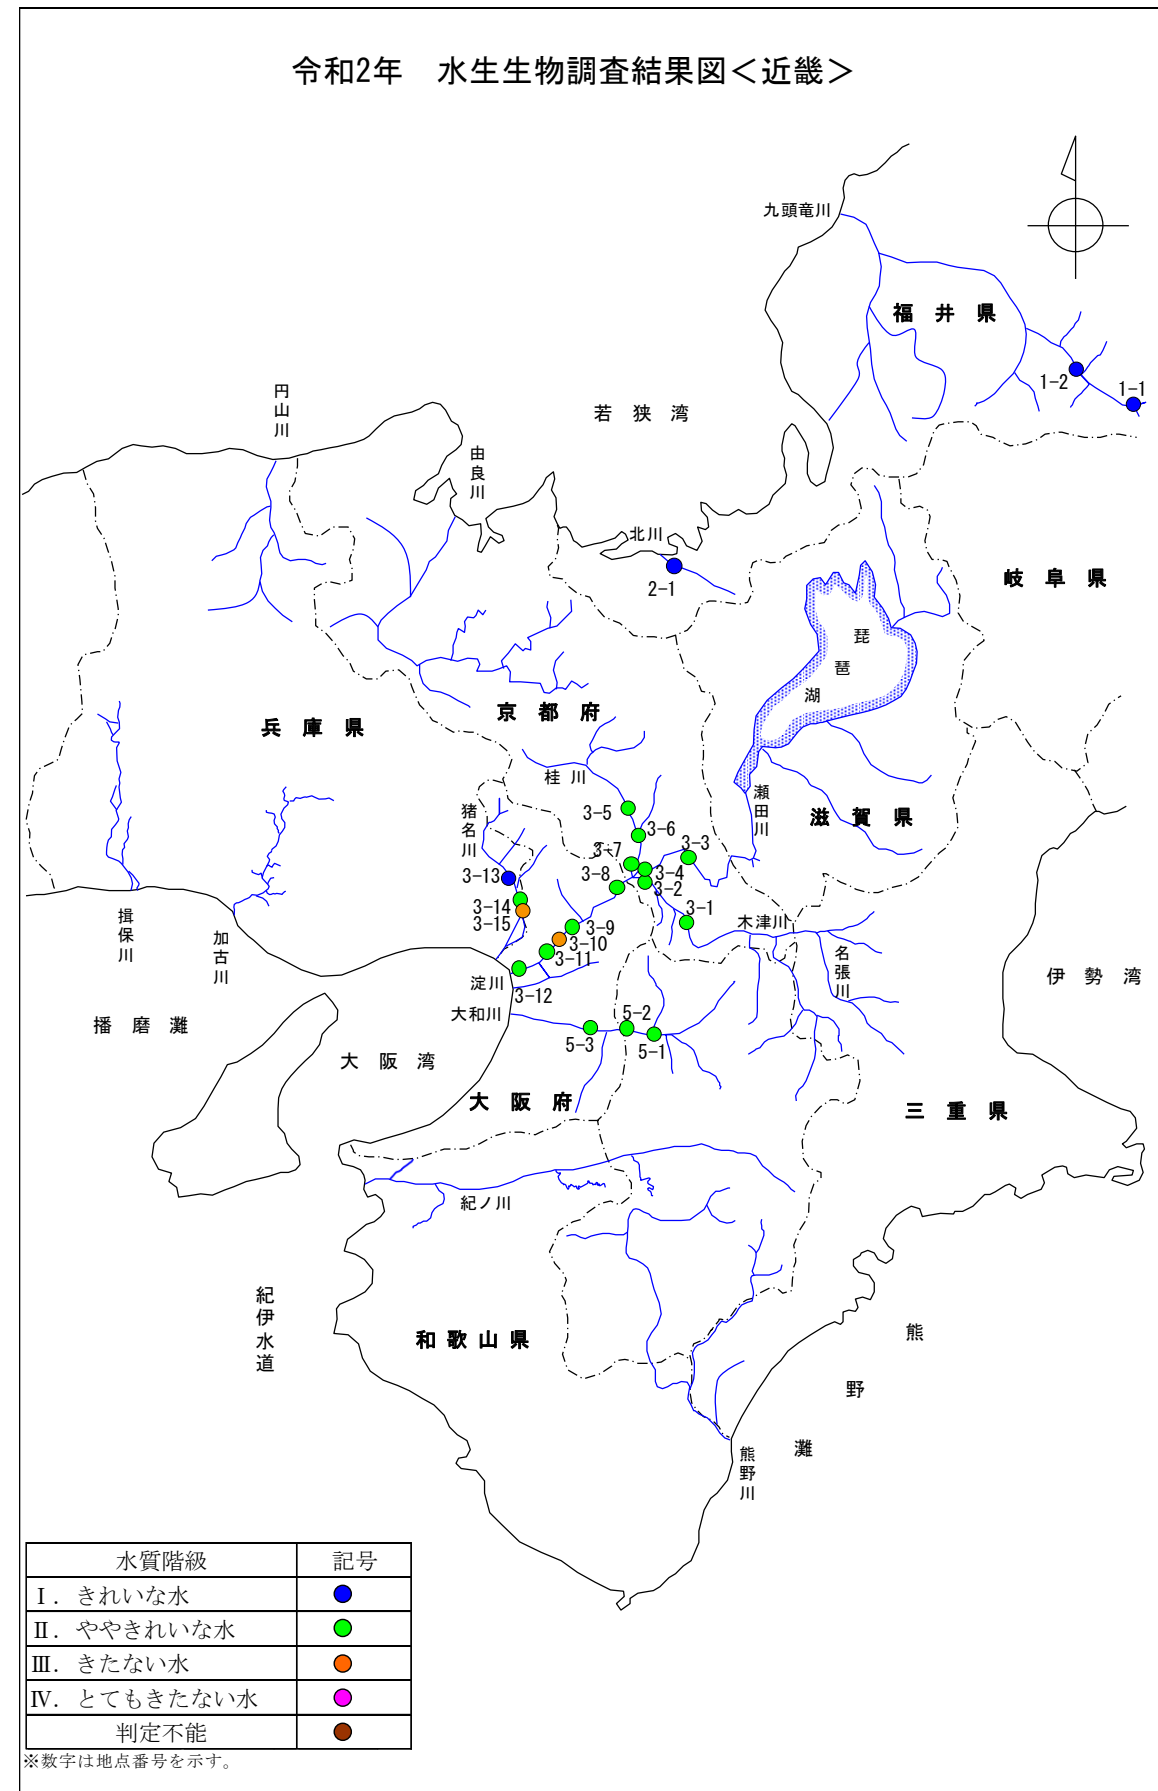 令和2年　水生生物調査結果図＜近畿＞
九頭竜川
福井県
1-2
1-1
円山川
若狭湾
由良川
北川
2-1
岐阜県
琵琶湖
兵庫県
京都府
桂川
猪名川
瀬田川
滋賀県
3-5
3-6
3-7
3-3
3-4
3-8
3-2
3-13
3-14
3-15
3-1
木津川
3-9
3-10
3-11
3-12
揖保川
加古川
名張川
伊勢湾
淀川
大和川
播磨灘
大阪湾
5-2
5-3
5-1
大阪府
三重県
紀ノ川
紀伊水道
和歌山県
熊野灘
熊野川
水質階級　記号
Ⅰ．きれいな水
Ⅱ．ややきれいな水
Ⅲ．きたない水
Ⅳ．とてもきたない水
判定不能
※数字は地点番号を示す。